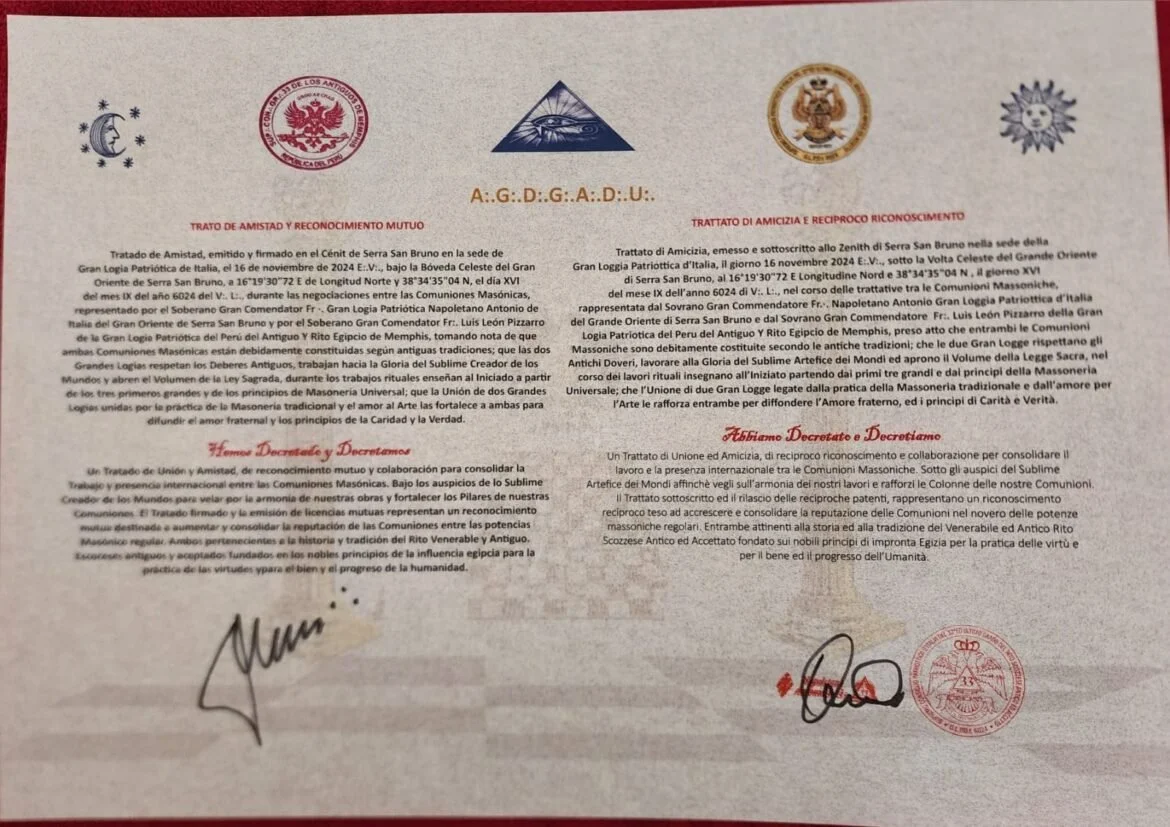 SUP∴CON∴GR∴33 DE LOS ANTIGUOS DE MEMPHIS
ORDO AB CHAO
REPUBLICA DEL PERU
A:.G:.D:.G:.A:.D:.U:.
TRATO DE AMISTAD Y RECONOCIMIENTO MUTUO
Tratado de Amistad, emitido y firmado en el Cénit de Serra San Bruno en la sede de
Gran Logia Patriótica de Italia, el 16 de noviembre de 2024 E:.V:., bajo la Bóveda Celeste del Gran
Oriente de Serra San Bruno, a 16°19'30"72 E de Longitud Norte y 38°34'35"04 N, el día XVI
del mes IX del año 6024 del V:. L:., durante las negociaciones entre las Comuniones Masónicas,
representado por el Soberano Gran Comendator Fr ·. Gran Logia Patriótica Napoletano Antonio de
Italia del Gran Oriente de Serra San Bruno y por el Soberano Gran Comendator Fr:. Luis León Pizzarro
de la Gran Logia Patriótica del Perú del Antiguo Y Rito Egipcio de Memphis, tomando nota de que
ambas Comuniones Masónicas están debidamente constituidas según antiguas tradiciones; que las dos
Grandes Logias respetan los Deberes Antiguos, trabajan hacia la Gloria del Sublime Creador de los
Mundos y abren el Volumen de la Ley Sagrada, durante los trabajos rituales enseñan al Iniciado a partir
de los tres primeros grandes y de los principios de Masonería Universal; que la Unión de dos Grandes
Logias unidas por la práctica de la Masonería tradicional y el amor al Arte las fortalece a ambas para
difundir el amor fraternal y los principios de la Caridad y la Verdad.
Hemos Decretado y Decretamos
Un Tratado de Unión y Amistad, de reconocimiento mutuo y colaboración para consolidar la
Trabajo y presencia internacional entre las Comuniones Masónicas. Bajo los auspicios de lo Sublime
Creador de los Mundos para velar por la armonía de nuestras obras y fortalecer los Pilares de nuestras
Comuniones. El Tratado firmado y la emisión de licencias mutuas representan un reconocimiento
mutuo destinado a aumentar y consolidar la reputación de las Comuniones entre las potencias
Masónico regular. Ambos pertenecientes a la historia y tradición del Rito Venerable y Antiguo.
Escoceses antiguos y aceptados fundados en los nobles principios de la influencia egipcia para la
práctica de las virtudes ypara el bien y el progreso de la humanidad.
TRATTATO DI AMICIZIA E RECIPROCO RICONOSCIMENTO
Trattato di Amicizia, emesso e sottoscritto allo Zenith di Serra San Bruno nella sede della
Gran Loggia Patriottica d'Italia, il giorno 16 novembre 2024 E:.V:., sotto la Volta Celeste del Grande Oriente
di Serra San Bruno, al 16°19'30"72 E Longitudine Nord e 38°34'35"04 N , il giorno XVI
del mese IX dell'anno 6024 di V:. L:., nel corso delle trattative tra le Comunioni Massoniche,
rappresentata dal Sovrano Gran Commendatore Fr.·. Napoletano Antonio Gran Loggia Patriottica d'Italia
del Grande Oriente di Serra San Bruno e dal Sovrano Gran Commendatore Fr:. Luis León Pizzarro della Gran
Logia Patriotica del Peru del Antiguo Y Rito Egipcio de Memphis, preso atto che entrambi le Comunioni
Massoniche sono debitamente costituite secondo le antiche tradizioni; che le due Gran Logge rispettano gli
Antichi Doveri, lavorare alla Gloria del Sublime Artefice dei Mondi ed aprono il Volume della Legge Sacra, nel
corso dei lavori rituali insegnano all'Iniziato partendo dai primi tre grandi e dai principi della Massoneria
Universale; che l'Unione di due Gran Logge legate dalla pratica della Massoneria tradizionale e dall'amore per
l'Arte le rafforza entrambe per diffondere l'Amore fraterno, ed i principi di Carità e Verità.
Abbiamo Decretato e Decretiamo
Un Trattato di Unione ed Amicizia, di reciproco riconoscimento e collaborazione per consolidare il
lavoro e la presenza internazionale tra le Comunioni Massoniche. Sotto gli auspici del Sublime
Artefice dei Mondi affinchè vegli sull'armonia dei nostri lavori e rafforzi le Colonne delle nostre Comunioni.
Il Trattato sottoscritto ed il rilascio delle reciproche patenti, rappresentano un riconoscimento
reciproco teso ad accrescere e consolidare la reputazione delle Comunioni nel novero delle potenze
massoniche regolari. Entrambe attinenti alla storia ed alla tradizione del Venerabile ed Antico Rito
Scozzese Antico ed Accettato fondato sui nobili principi di impronta Egizia per la pratica delle virtù e
per il bene ed il progresso dell'Umanità.
33